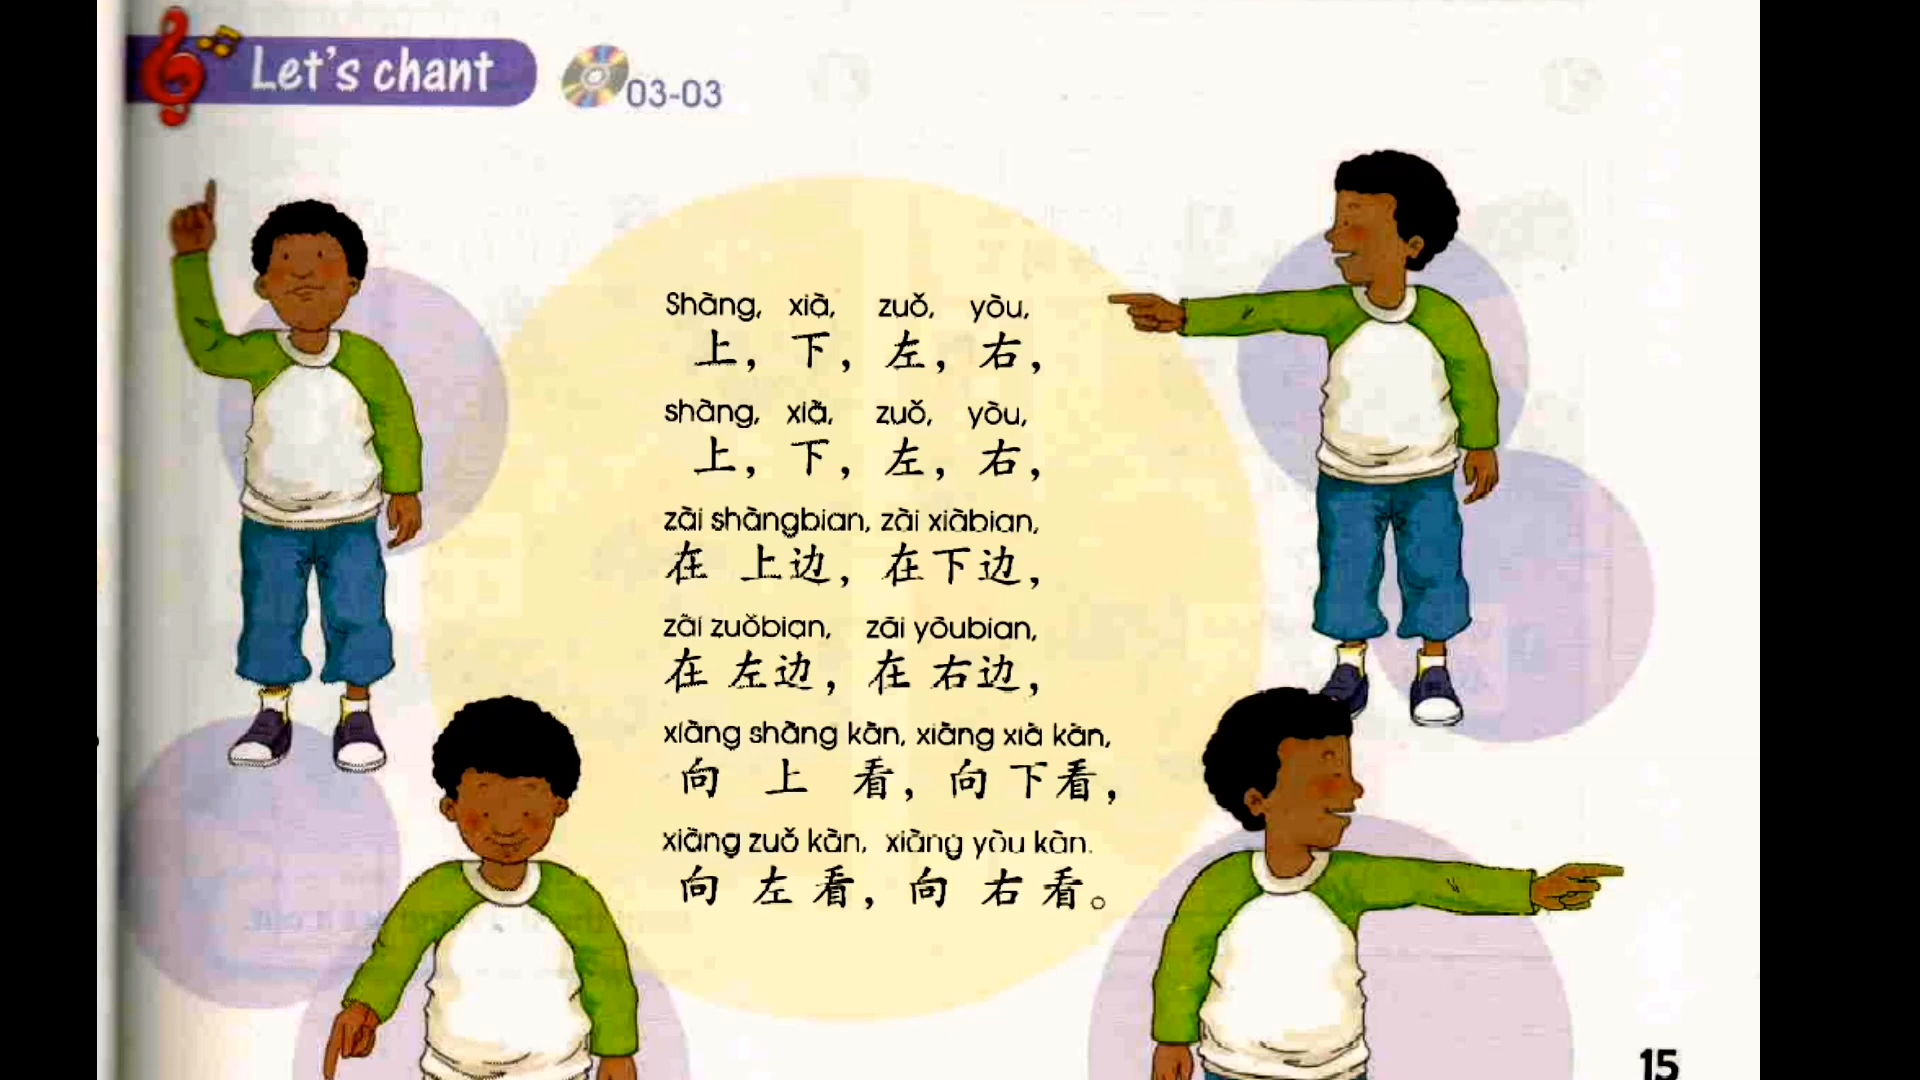 Let's chant
03-03
Shàng, xià, zuǒ, yòu,
上，下，左，右，
shàng, xià, zuǒ, yòu,
上，下，左，右，
zài shàngbian, zài xiàbian,
在 上边，在下边，
zài zuǒbian, zài yòubian,
在 左边，在 右边，
xiàng shàng kàn, xiàng xià kàn,
向 上 看，向 下看，
xiàng zuǒ kàn, xiàng yòu kàn.
向 左 看，向 右 看。
15